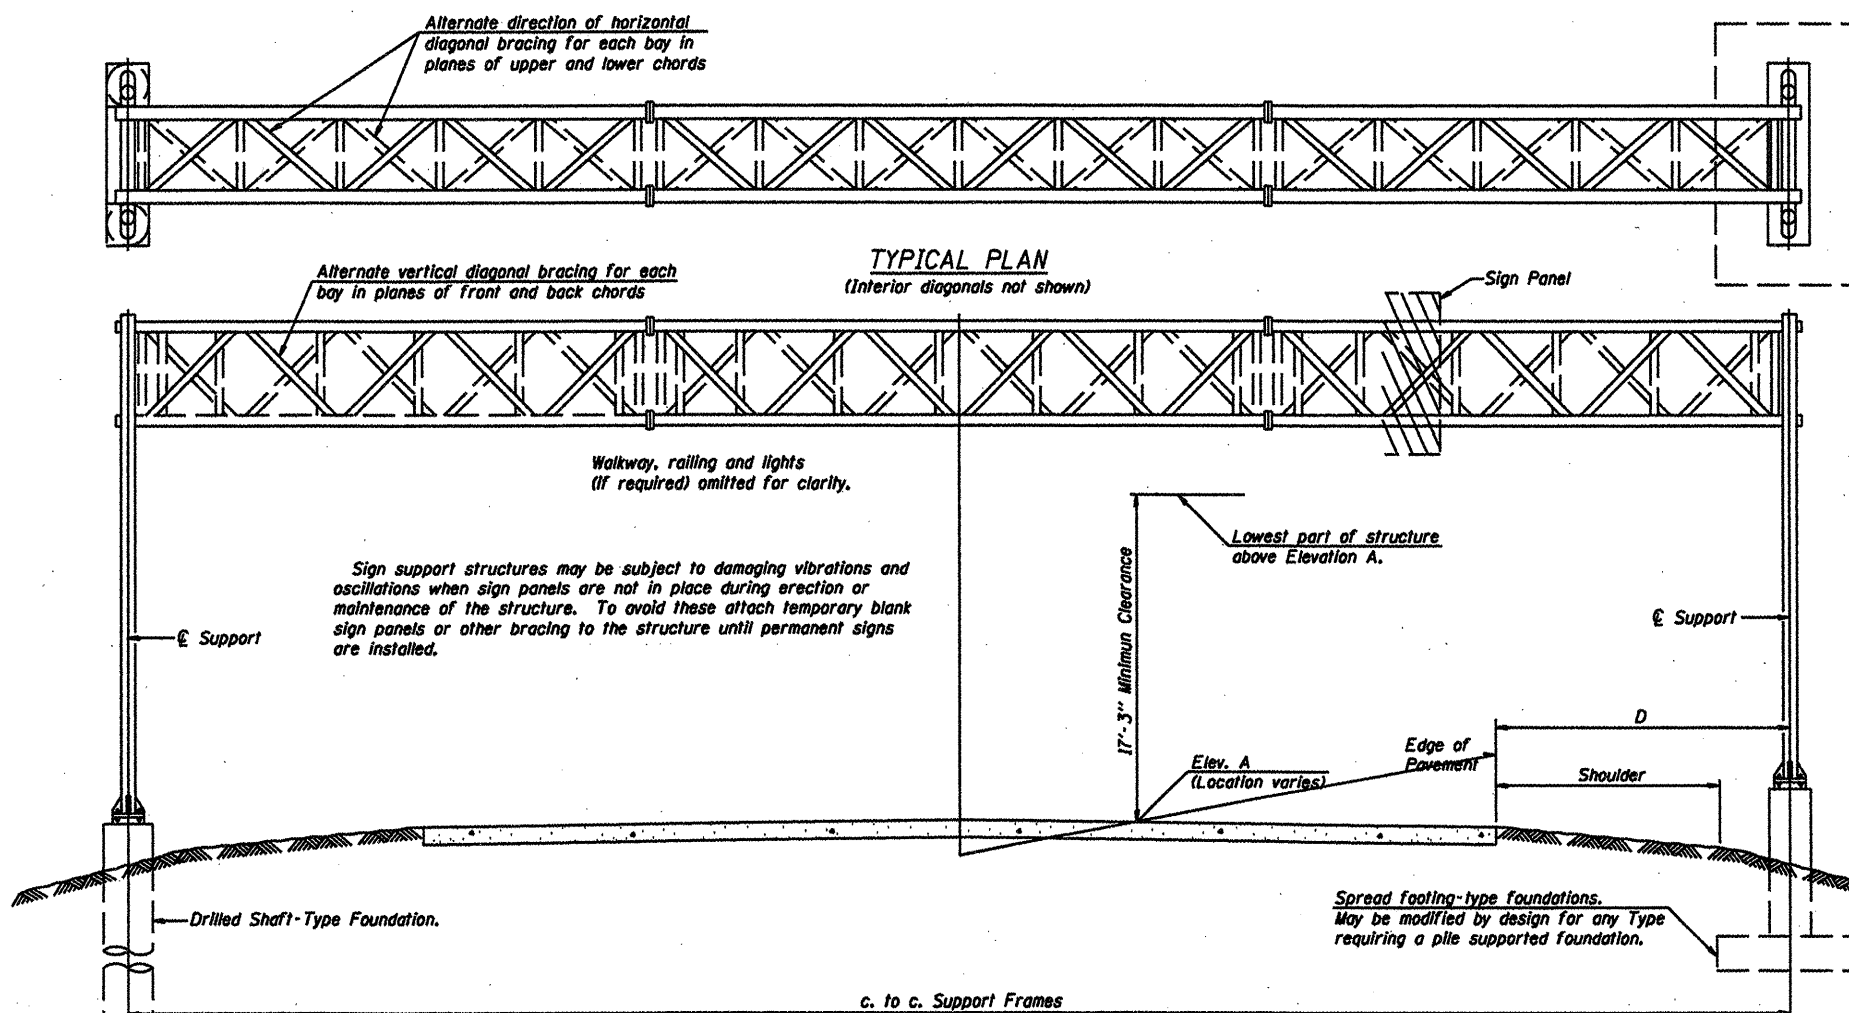 Alternate direction of horizontal
diagonal bracing for each bay in
planes of upper and lower chords
TYPICAL PLAN
(Interior diagonals not shown)
Alternate vertical diagonal bracing for each
bay in planes of front and back chords
Sign Panel
Walkway, railing and lights
(if required) omitted for clarity.
Lowest part of structure
above Elevation A.
Sign support structures may be subject to damaging vibrations and
oscillations when sign panels are not in place during erection or
maintenance of the structure. To avoid these attach temporary blank
sign panels or other bracing to the structure until permanent signs
are installed.
17'-3" Minimun Clearance
℄ Support
℄ Support
D
Edge of
Pavement
Elev. A
(Location varies)
Shoulder
Drilled Shaft-Type Foundation.
Spread footing-type foundations.
May be modified by design for any Type
requiring a pile supported foundation.
c. to c. Support Frames